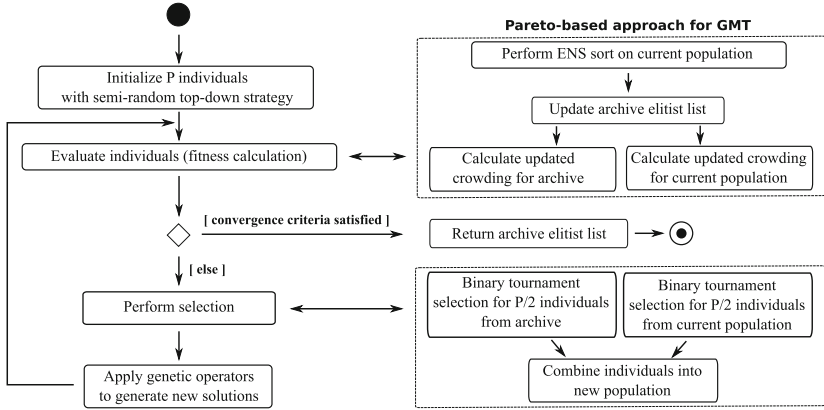 Pareto-based approach for GMT
Initialize P individuals
with semi-random top-down strategy
Evaluate individuals (fitness calculation)
Perform ENS sort on current population
Update archive elitist list
Calculate updated
crowding for archive
Calculate updated crowding
for current population
[ convergence criteria satisfied ]
Return archive elitist list
[ else ]
Perform selection
Binary tournament
selection for P/2 individuals
from archive
Binary tournament
selection for P/2 individuals
from current population
Combine individuals into
new population
Apply genetic operators
to generate new solutions